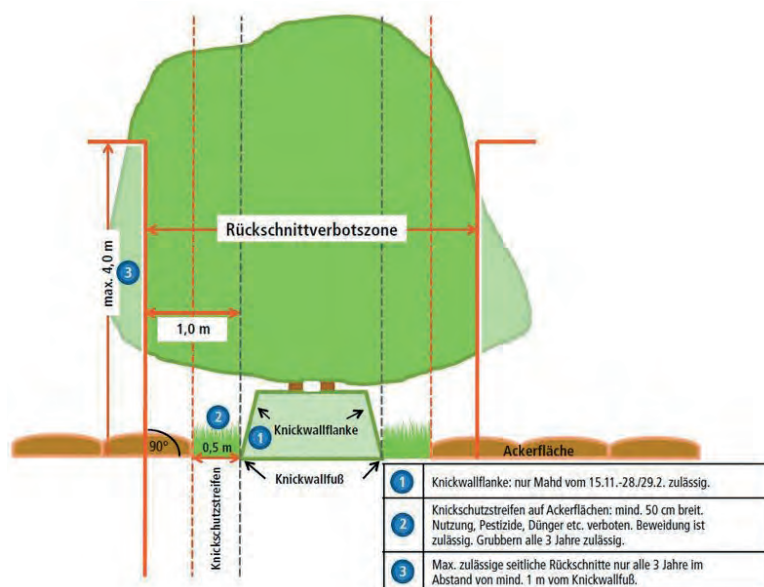 Rückschnittverbotszone
max. 4,0 m
3
1,0 m
2
90°
0,5 m
1
Knickwallflanke
Ackerfläche
Knickwallfuß
Knickschutzstreifen
1
Knickwallflanke: nur Mahd vom 15.11.-28./29.2. zulässig.
2
Knickschutzstreifen auf Ackerflächen: mind. 50 cm breit.
Nutzung, Pestizide, Dünger etc. verboten. Beweidung ist
zulässig. Grubbern alle 3 Jahre zulässig.
3
Max. zulässige seitliche Rückschnitte nur alle 3 Jahre im
Abstand von mind. 1 m vom Knickwallfuß.